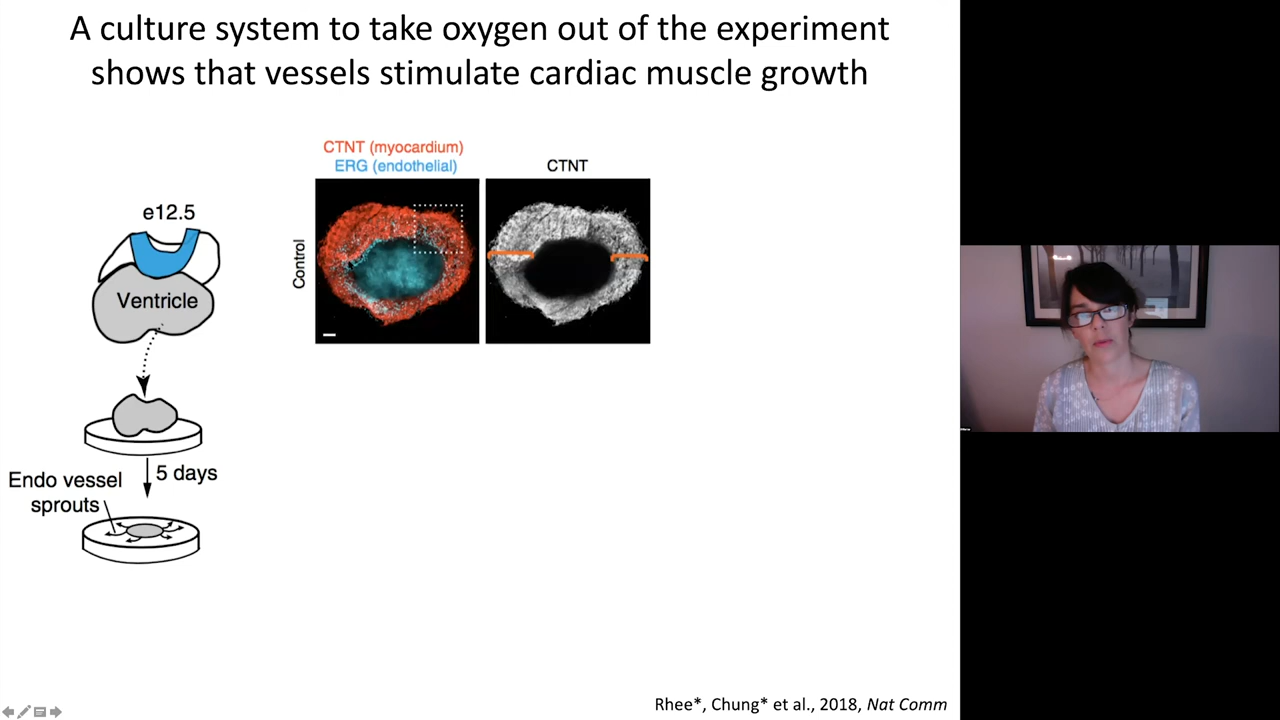 A culture system to take oxygen out of the experiment
shows that vessels stimulate cardiac muscle growth
CTNT (myocardium)
ERG (endothelial)
CTNT
Control
e12.5
Ventricle
5 days
Endo vessel
sprouts
Rhee*, Chung* et al., 2018, Nat Comm